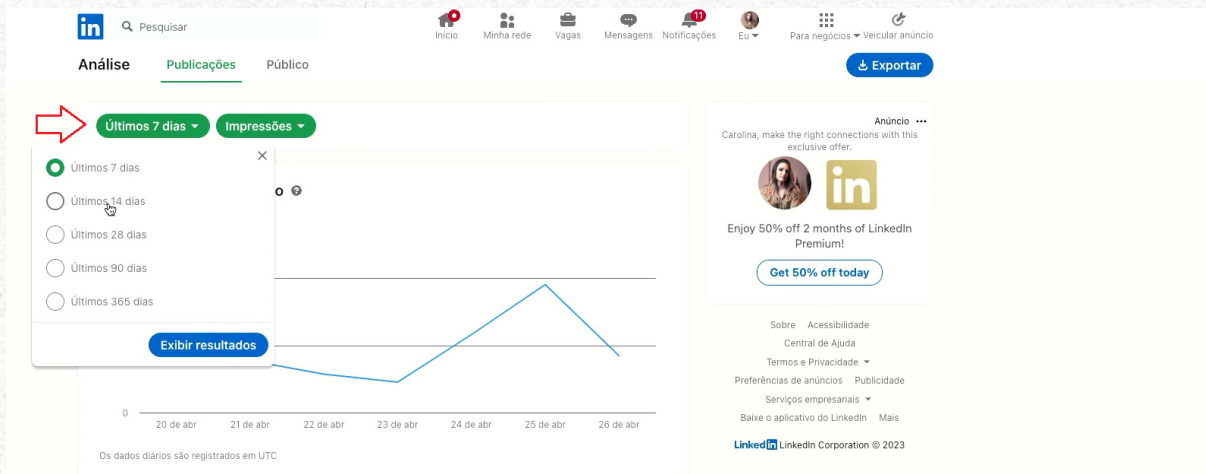 in Pesquisar
Início Minha rede Vagas Mensagens 11 Notificações Eu Para negócios Veicular anúncio
Análise Publicações Público Exportar
Últimos 7 dias Impressões
Últimos 7 dias
o
Últimos 14 dias
Últimos 28 dias
Últimos 90 dias
Últimos 365 dias
Exibir resultados
0
20 de abr 21 de abr 22 de abr 23 de abr 24 de abr 25 de abr 26 de abr
Os dados diários são registrados em UTC
Anúncio
Carolina, make the right connections with this
exclusive offer.
in
Enjoy 50% off 2 months of LinkedIn
Premium!
Get 50% off today
Sobre Acessibilidade
Central de Ajuda
Termos e Privacidade
Preferências de anúncios Publicidade
Serviços empresariais
Baixe o aplicativo do LinkedIn Mais
Linked in LinkedIn Corporation © 2023